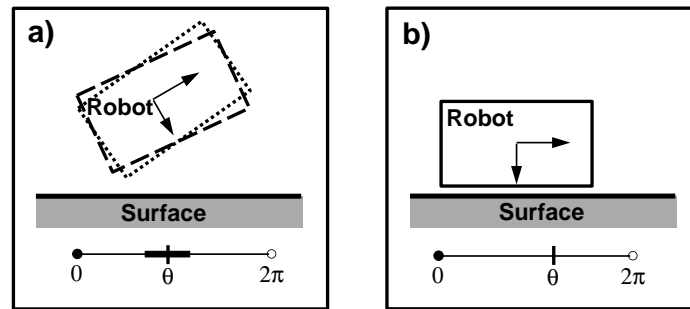 a)
Robot
Surface
0
θ
2π
b)
Robot
Surface
0
θ
2π